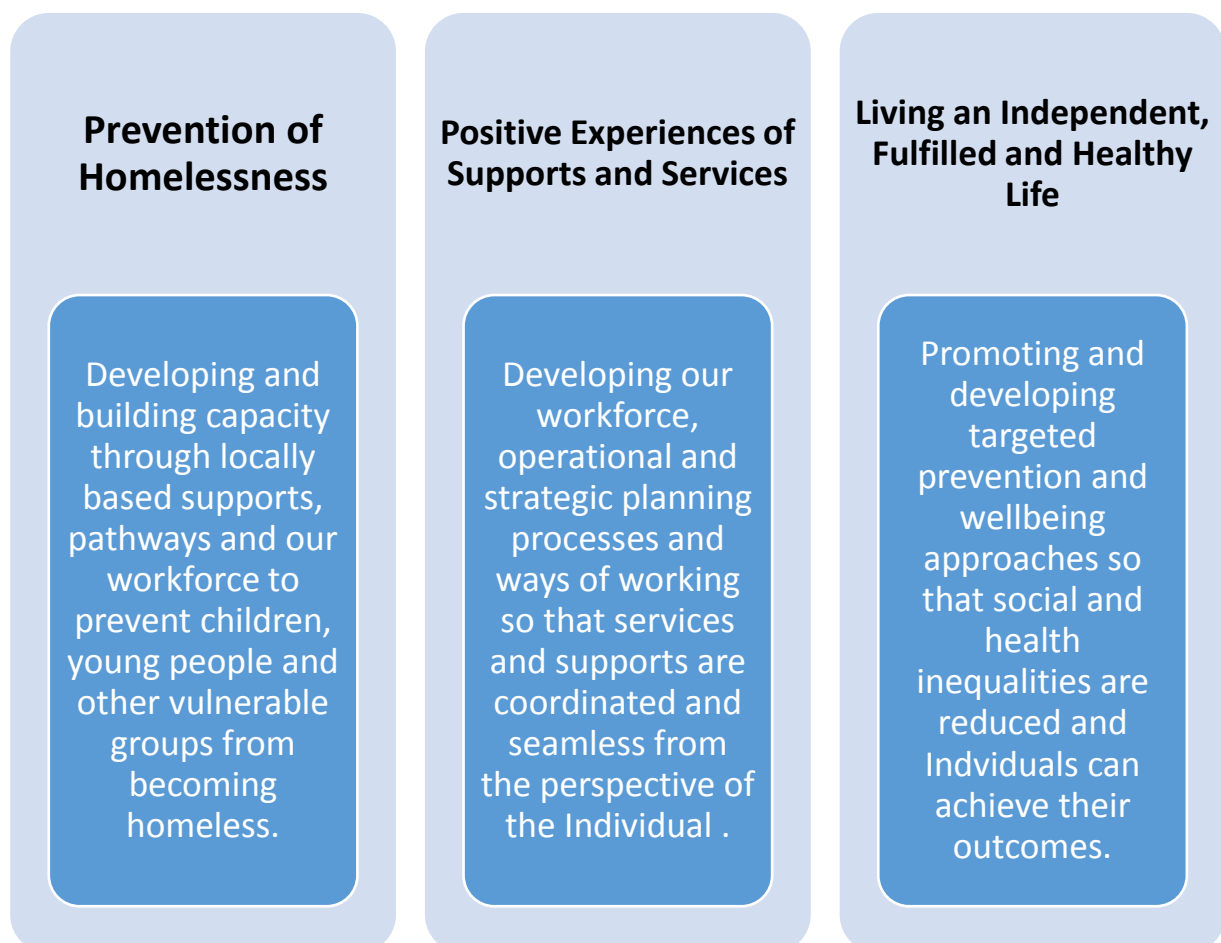 Prevention of
Homelessness
Developing and
building capacity
through locally
based supports,
pathways and our
workforce to
prevent children,
young people and
other vulnerable
groups from
becoming
homeless.
Positive Experiences of
Supports and Services
Developing our
workforce,
operational and
strategic planning
processes and
ways of working
so that services
and supports are
coordinated and
seamless from
the perspective of
the Individual .
Living an Independent,
Fulfilled and Healthy
Life
Promoting and
developing
targeted
prevention and
wellbeing
approaches so
that social and
health
inequalities are
reduced and
Indviduals can
achieve their
outcomes.